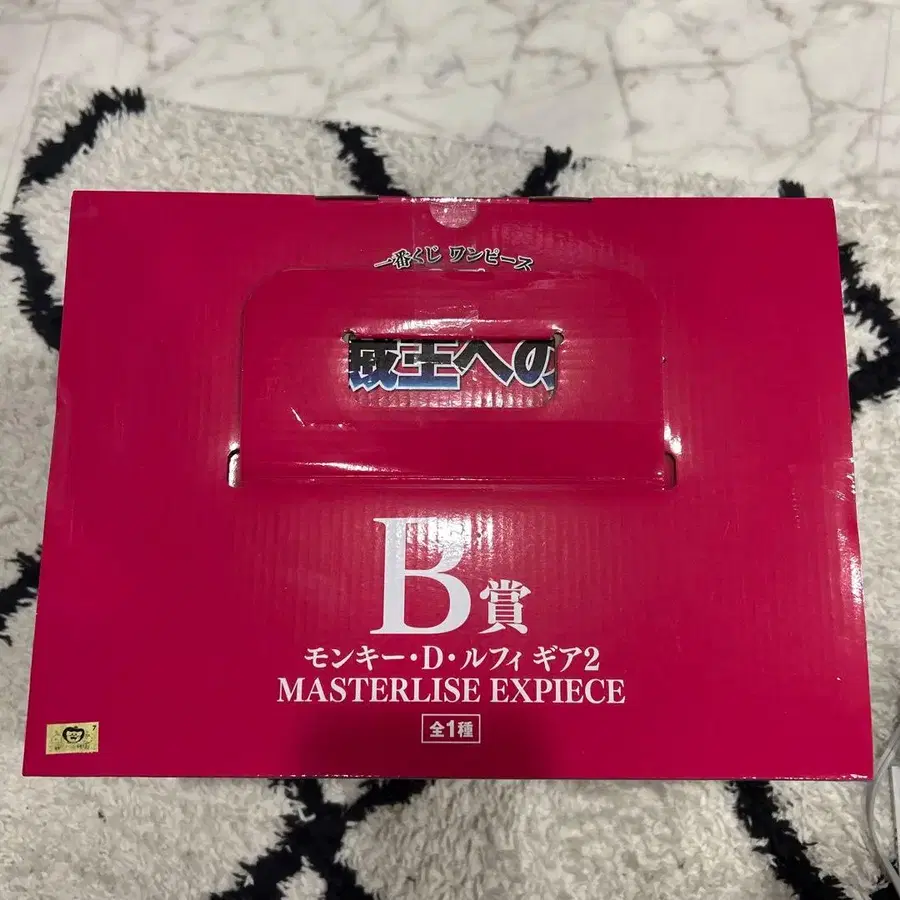 一番くじ ワンピース
王への
B賞
モンキー・D・ルフィ ギア2
MASTERLISE EXPIECE
全1種